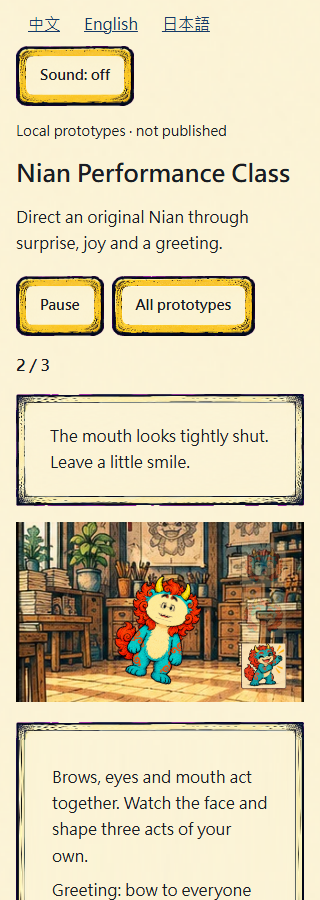 中文 English 日本語
Sound: off
Local prototypes · not published
Nian Performance Class
Direct an original Nian through
surprise, joy and a greeting.
Pause All prototypes
2 / 3
The mouth looks tightly shut.
Leave a little smile.
Brows, eyes and mouth act
together. Watch the face and
shape three acts of your
own.
Greeting: bow to everyone